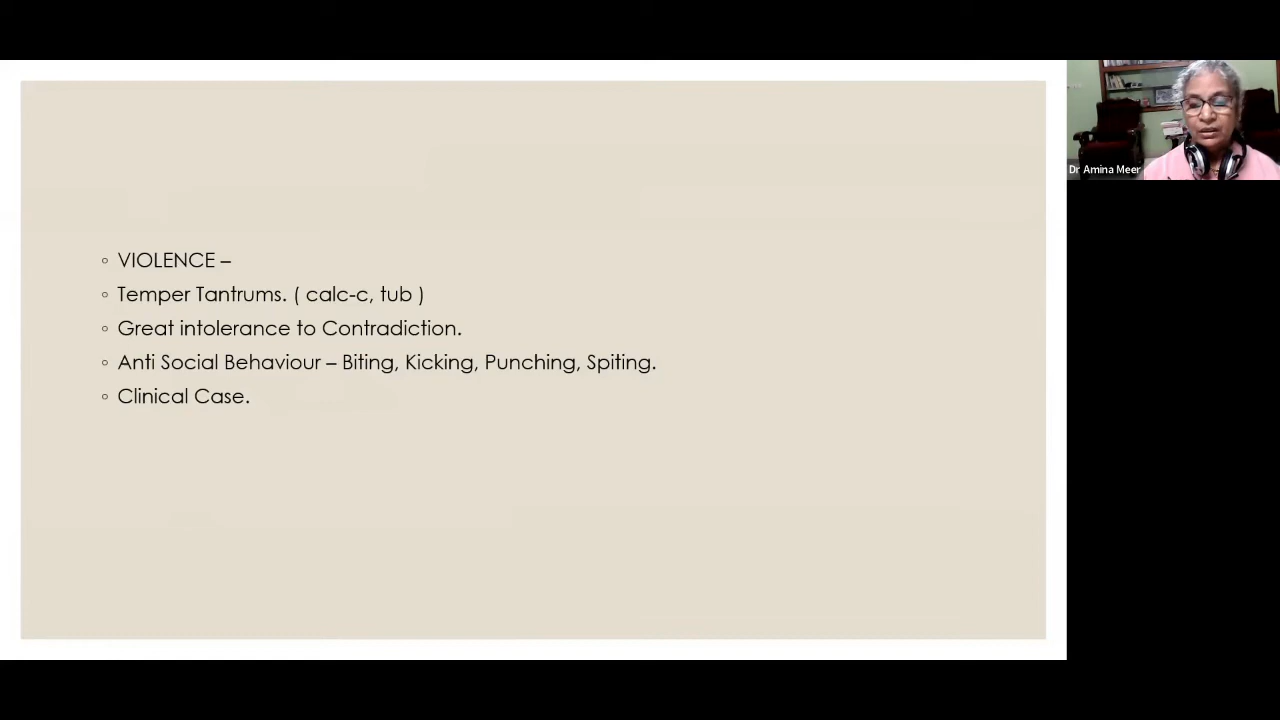 ◦ VIOLENCE –
◦ Temper Tantrums. ( calc-c, tub )
◦ Great intolerance to Contradiction.
◦ Anti Social Behaviour – Biting, Kicking, Punching, Spiting.
◦ Clinical Case.
Dr Amina Meer